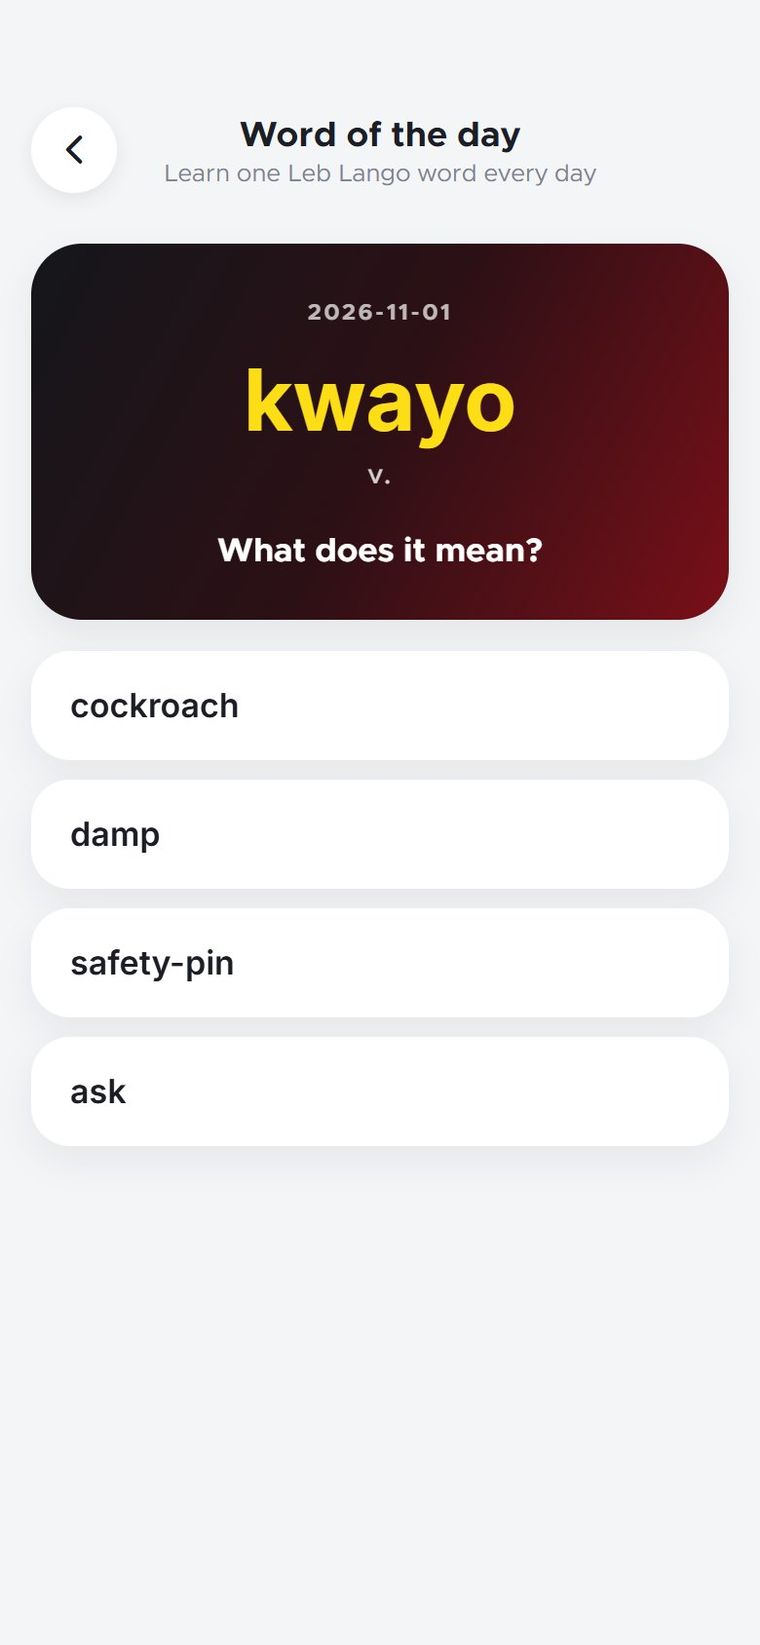 Word of the day
Learn one Leb Lango word every day
2026-11-01
kwayo
v.
What does it mean?
cockroach
damp
safety-pin
ask